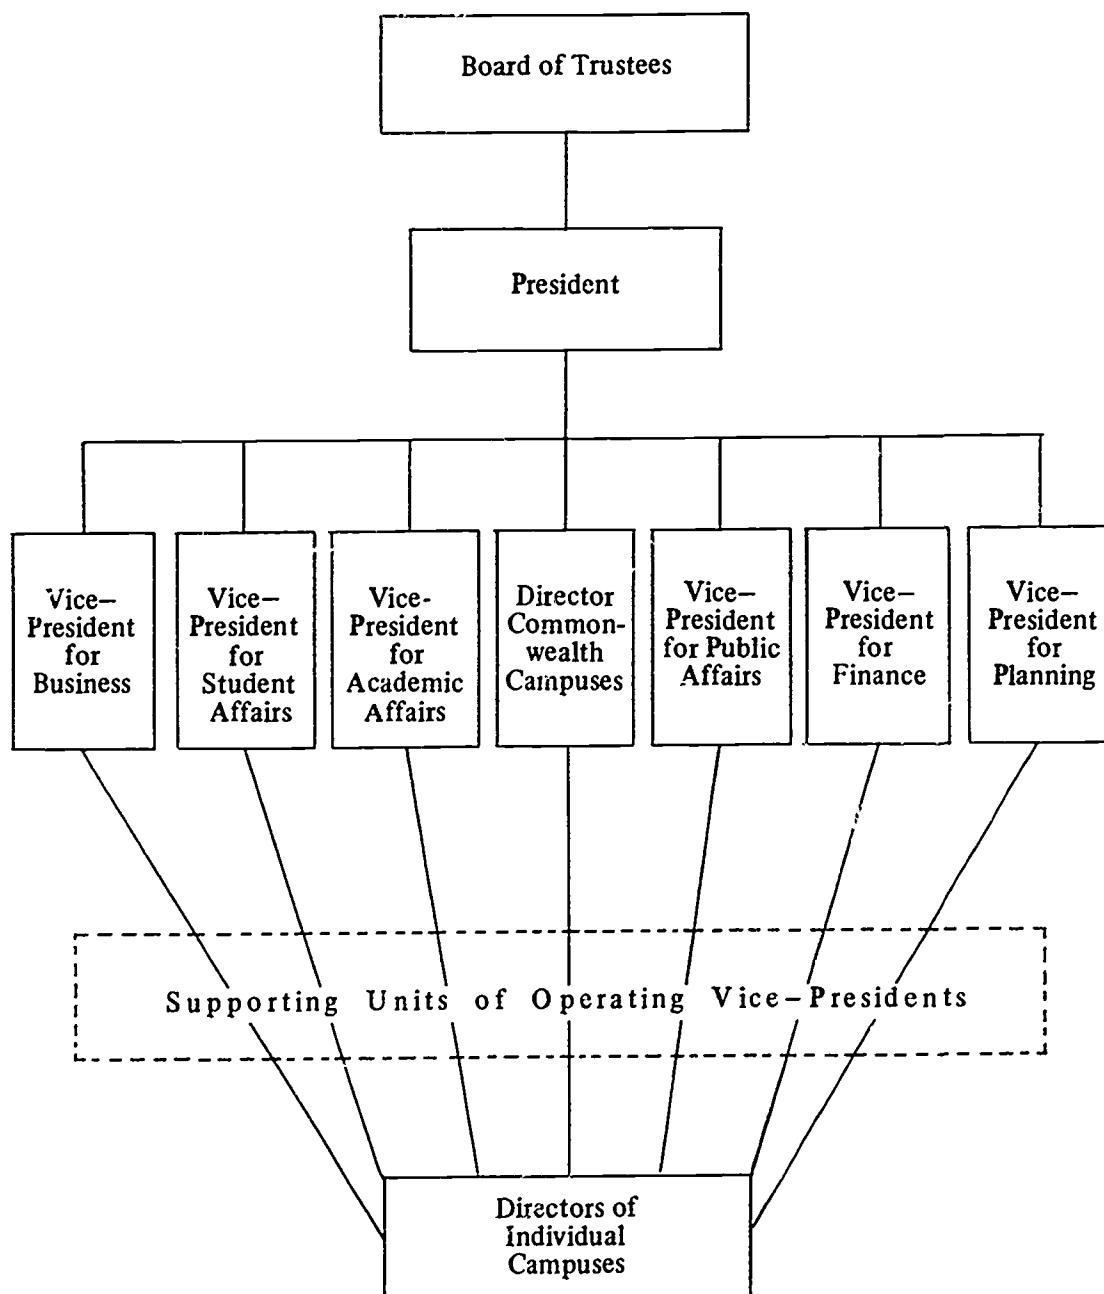 Board of Trustees
President
Vice–
President
for
Business
Vice–
President
for
Student
Affairs
Vice-
President
for
Academic
Affairs
Director
Common-
wealth
Campuses
Vice–
President
for Public
Affairs
Vice–
President
for
Finance
Vice–
President
for
Planning
Supporting Units of Operating Vice–Presidents
Directors of
Individual
Campuses